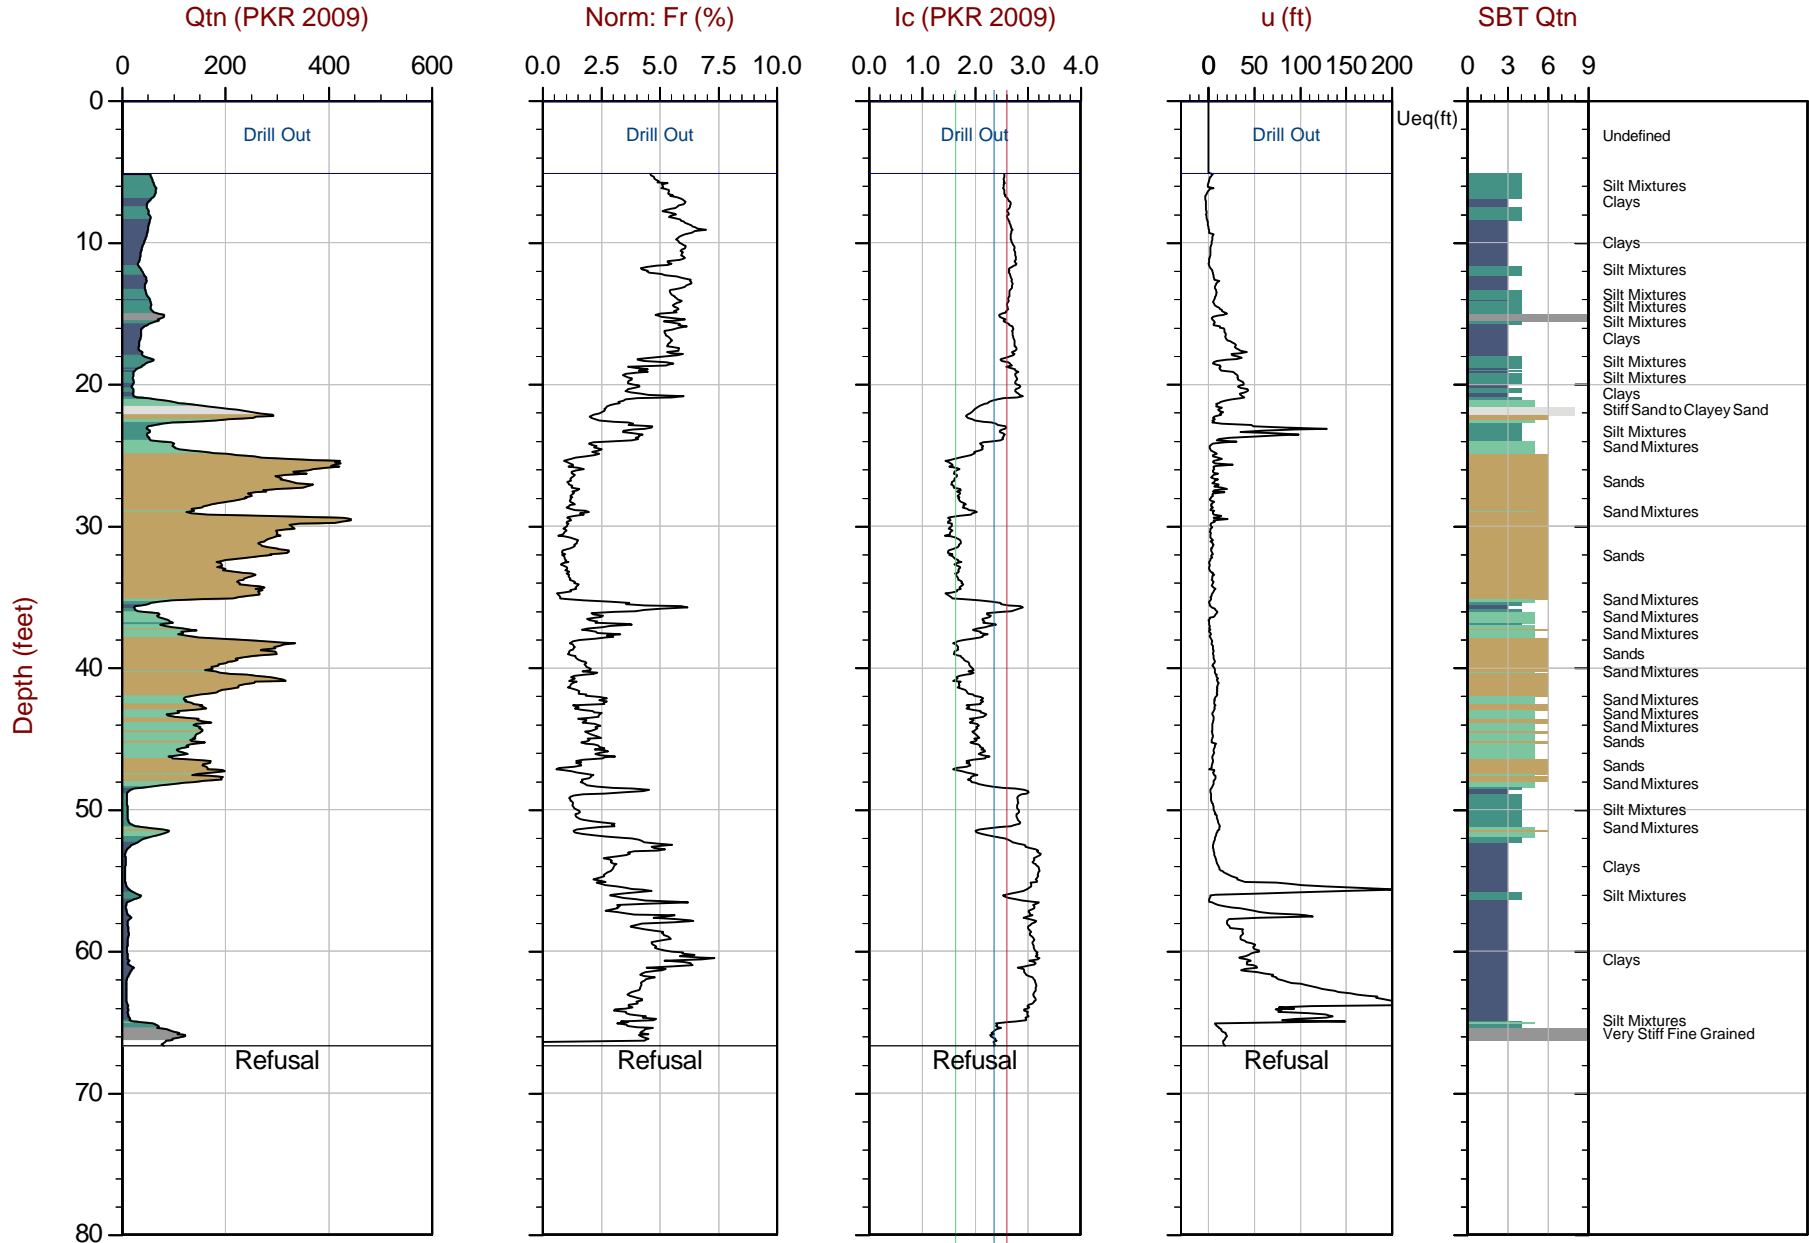 Qtn (PKR 2009) Norm: Fr (%) Ic (PKR 2009) u (ft) SBT Qtn
0 200 400 600 0.0 2.5 5.0 7.5 10.0 0.0 1.0 2.0 3.0 4.0 0 50 100 150 200 0 3 6 9
0
Ueq(ft)
Drill Out Drill Out Drill Out Drill Out Undefined
Silt Mixtures
Clays
10 Clays
Silt Mixtures
Silt Mixtures
Silt Mixtures
Silt Mixtures
Clays
Silt Mixtures
20 Silt Mixtures
Clays
Stiff Sand to Clayey Sand
Silt Mixtures
Sand Mixtures
Sands
Sand Mixtures
30
Sands
Sand Mixtures
Sand Mixtures
Sand Mixtures
Sands
40 Sand Mixtures
Depth (feet)
Sand Mixtures
Sand Mixtures
Sand Mixtures
Sands
Sands
Sand Mixtures
50 Silt Mixtures
Sand Mixtures
Clays
Silt Mixtures
60 Clays
Silt Mixtures
Very Stiff Fine Grained
Refusal Refusal Refusal Refusal
70
80